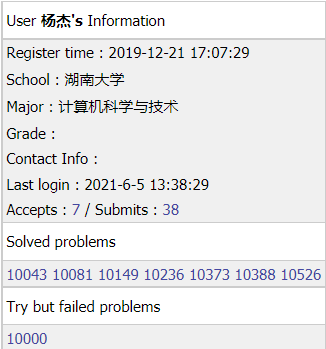 User 杨杰's Information
Register time：2019-12-21 17:07:29
School：湖南大学
Major：计算机科学与技术
Grade：
Contact Info：
Last login：2021-6-5 13:38:29
Accepts：7 / Submits：38
Solved problems
10043 10081 10149 10236 10373 10388 10526
Try but failed problems
10000